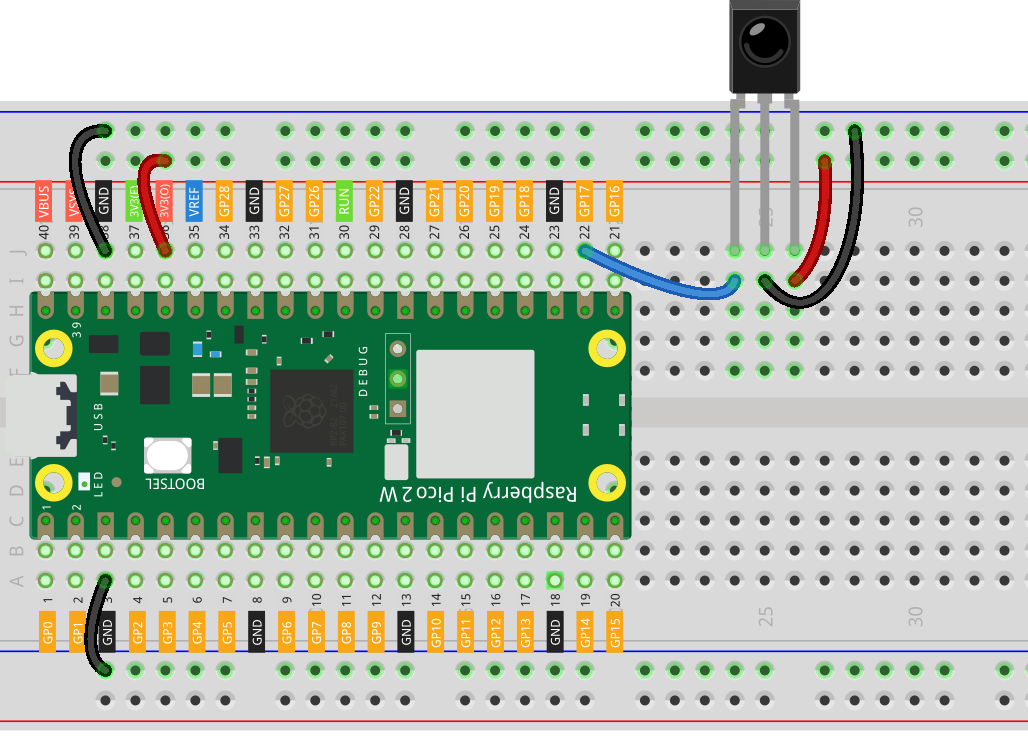 25
30
VBUS
VSYS
GND
3V3(E)
3V3(O)
VREF
GP28
GND
GP27
GP26
RUN
GP22
GND
GP21
GP20
GP19
GP18
GND
GP17
GP16
40 39 38 37 36 35 34 33 32 31 30 29 28 27 26 25 24 23 22 21
J
I
H
G
F
39
DEBUG
USB
BOOTSEL
LED
Raspberry Pi Pico 2 W
1
2
E
D
C
B
A
1 2 3 4 5 6 7 8 9 10 11 12 13 14 15 16 17 18 19 20
GP0
GP1
GND
GP2
GP3
GP4
GP5
GND
GP6
GP7
GP8
GP9
GND
GP10
GP11
GP12
GP13
GND
GP14
GP15
25
30